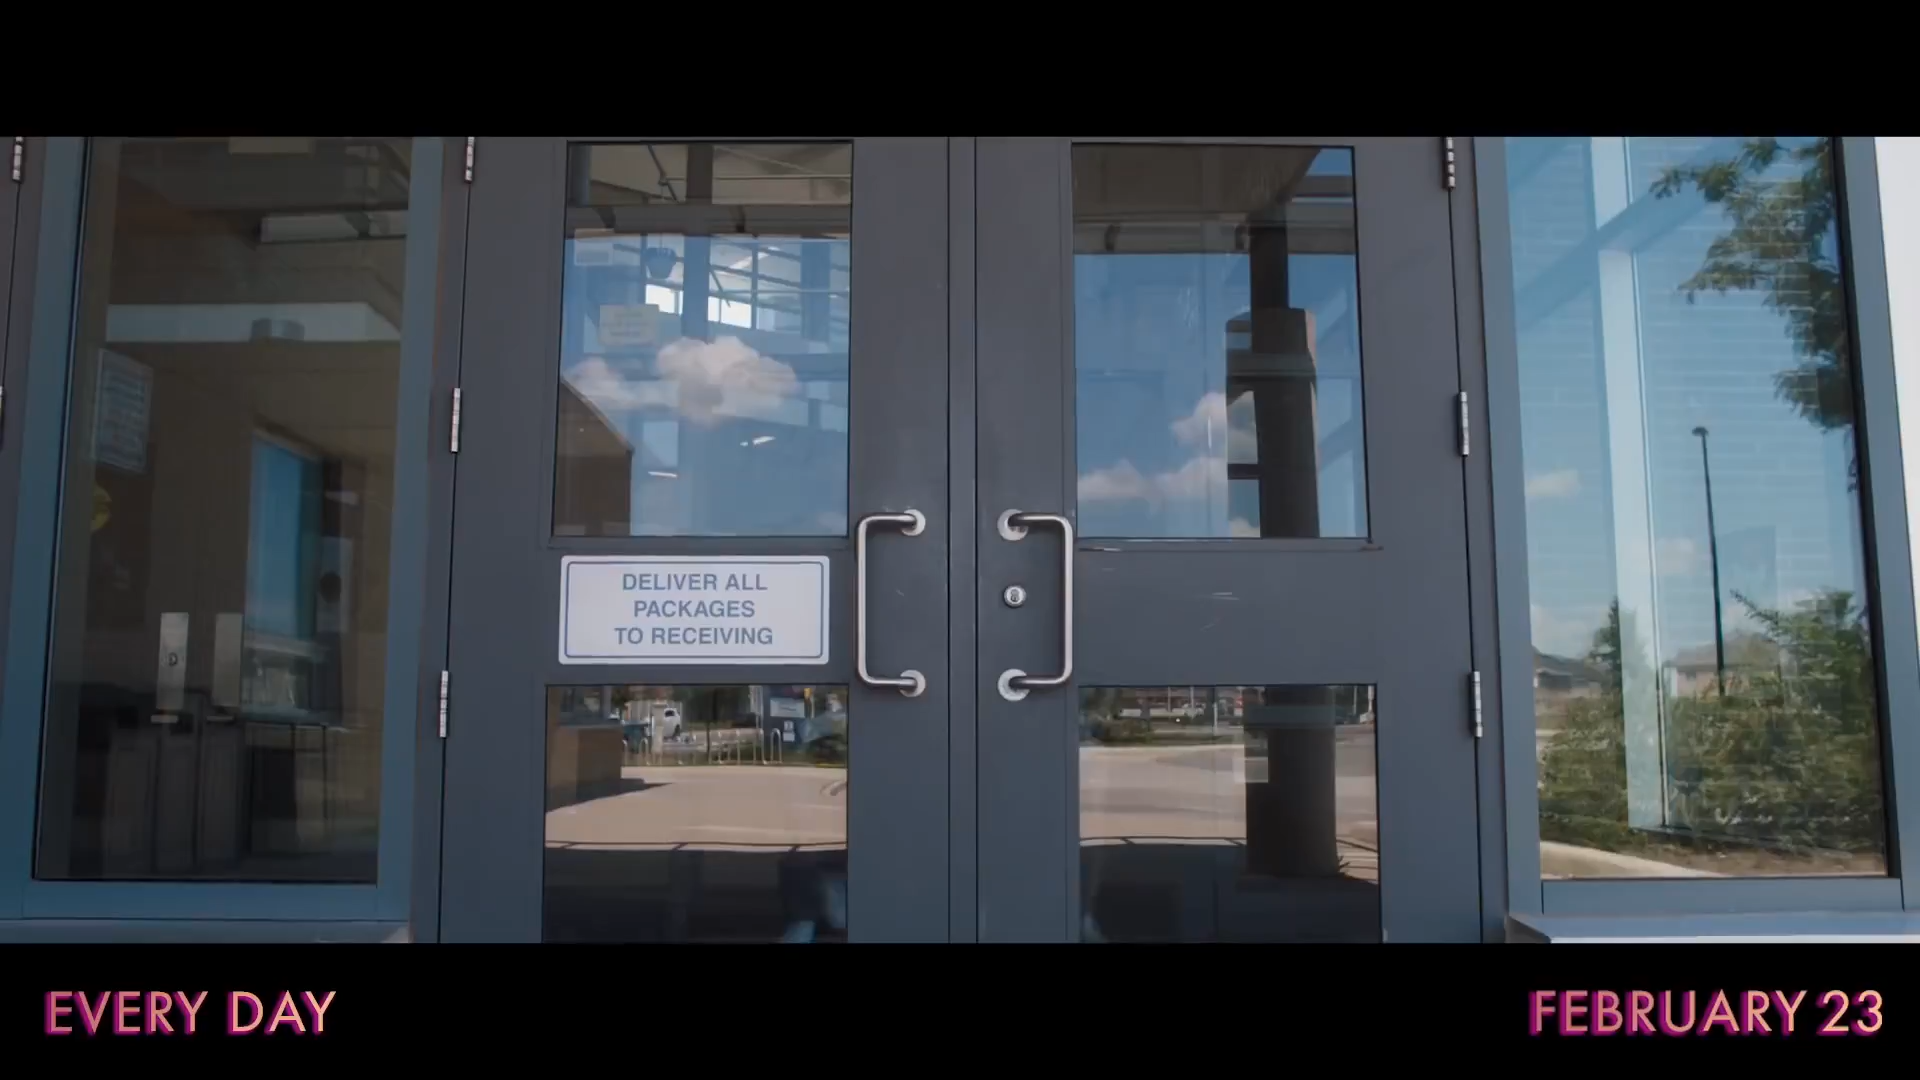 DELIVER ALL
PACKAGES
TO RECEIVING
EVERY DAY
FEBRUARY 23